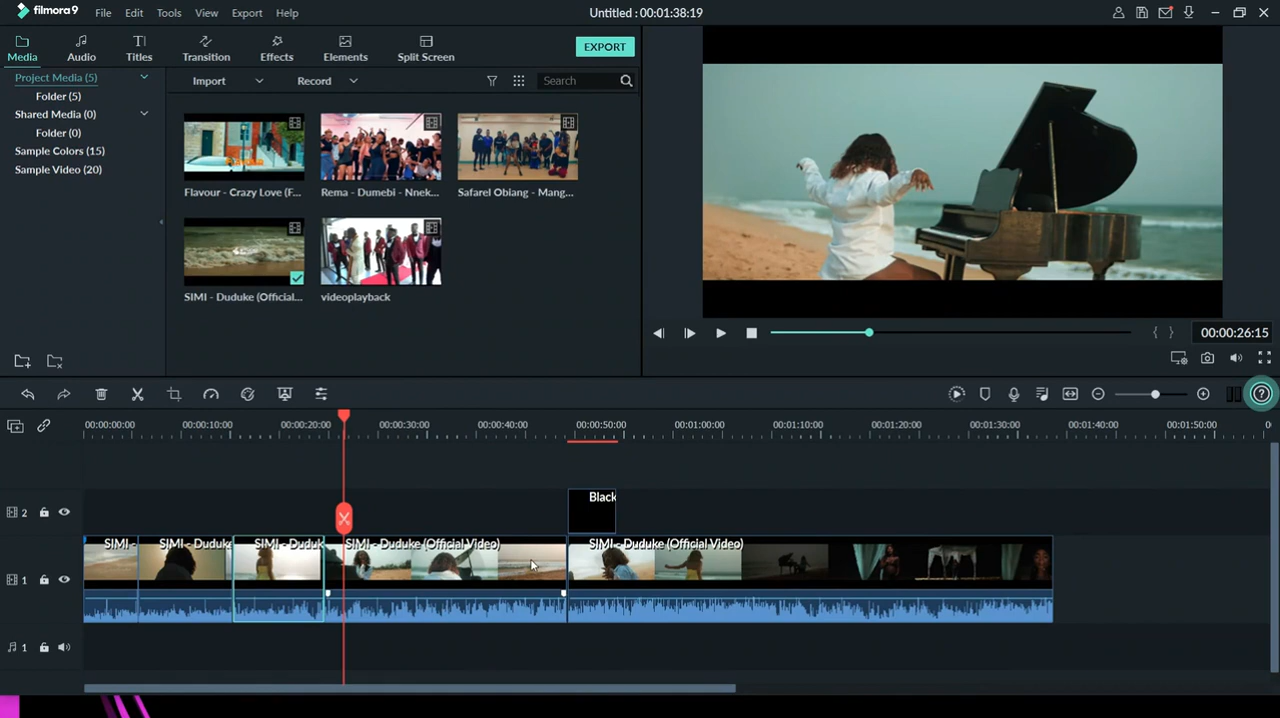 filmora9 File Edit Tools View Export Help Untitled : 00:01:38:19
Media Audio Titles Transition Effects Elements Split Screen EXPORT
Project Media (5) Import Record Search
Folder (5)
Shared Media (0)
Folder (0)
Sample Colors (15)
Sample Video (20)
Flavour - Crazy Love (F... Rema - Dumebi - Nnek... Safarel Obiang - Mang...
SIMI - Duduke (Official... videoplayback
00:00:26:15
00:00:00:00 00:00:10:00 00:00:20:00 00:00:30:00 00:00:40:00 00:00:50:00 00:01:00:00 00:01:10:00 00:01:20:00 00:01:30:00 00:01:40:00 00:01:50:00 0
2 Black
SIMI - SIMI - Duduke SIMI - Duduk SIMI - Duduke (Official Video) SIMI - Duduke (Official Video)
1
1